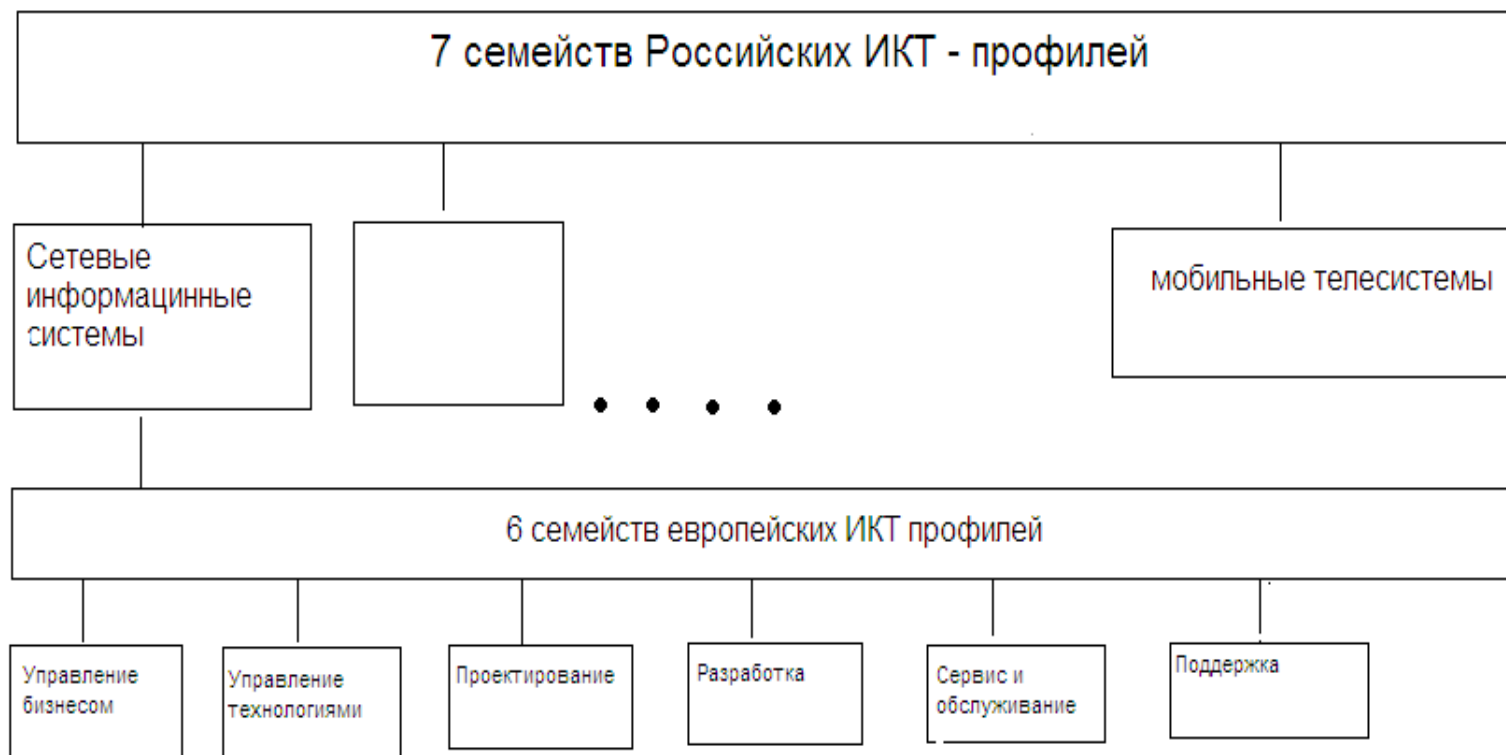 7 семейств Российских ИКТ - профилей
Сетевые
информацинные
системы
мобильные телесистемы
6 семейств европейских ИКТ профилей
Управление
бизнесом
Управление
технологиями
Проектирование
Разработка
Сервис и
обслуживание
Поддержка